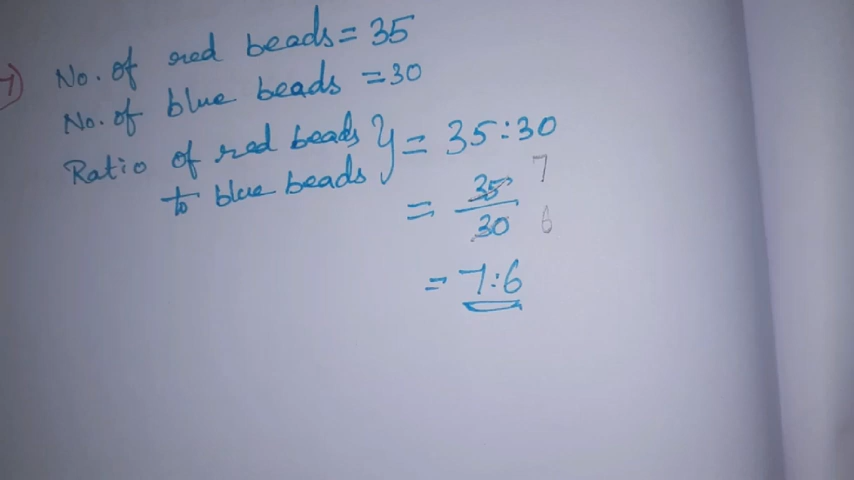 No. of red beads = 35
No. of blue beads = 30
Ratio of red beads } = 35:30
to blue beads
= 35/30 7 6
= 7:6